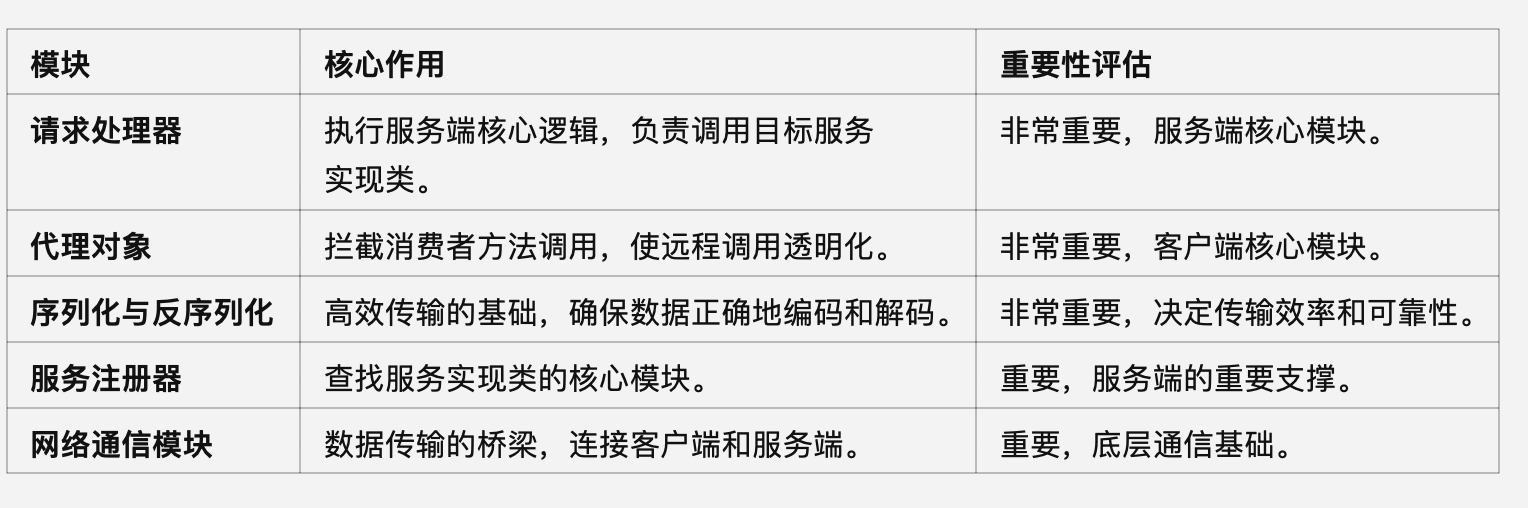 模块 核心作用 重要性评估
请求处理器 执行服务端核心逻辑，负责调用目标服务 非常重要，服务端核心模块。
实现类。
代理对象 拦截消费者方法调用，使远程调用透明化。 非常重要，客户端核心模块。
序列化与反序列化 高效传输的基础，确保数据正确地编码和解码。 非常重要，决定传输效率和可靠性。
服务注册器 查找服务实现类的核心模块。 重要，服务端的重要支撑。
网络通信模块 数据传输的桥梁，连接客户端和服务端。 重要，底层通信基础。